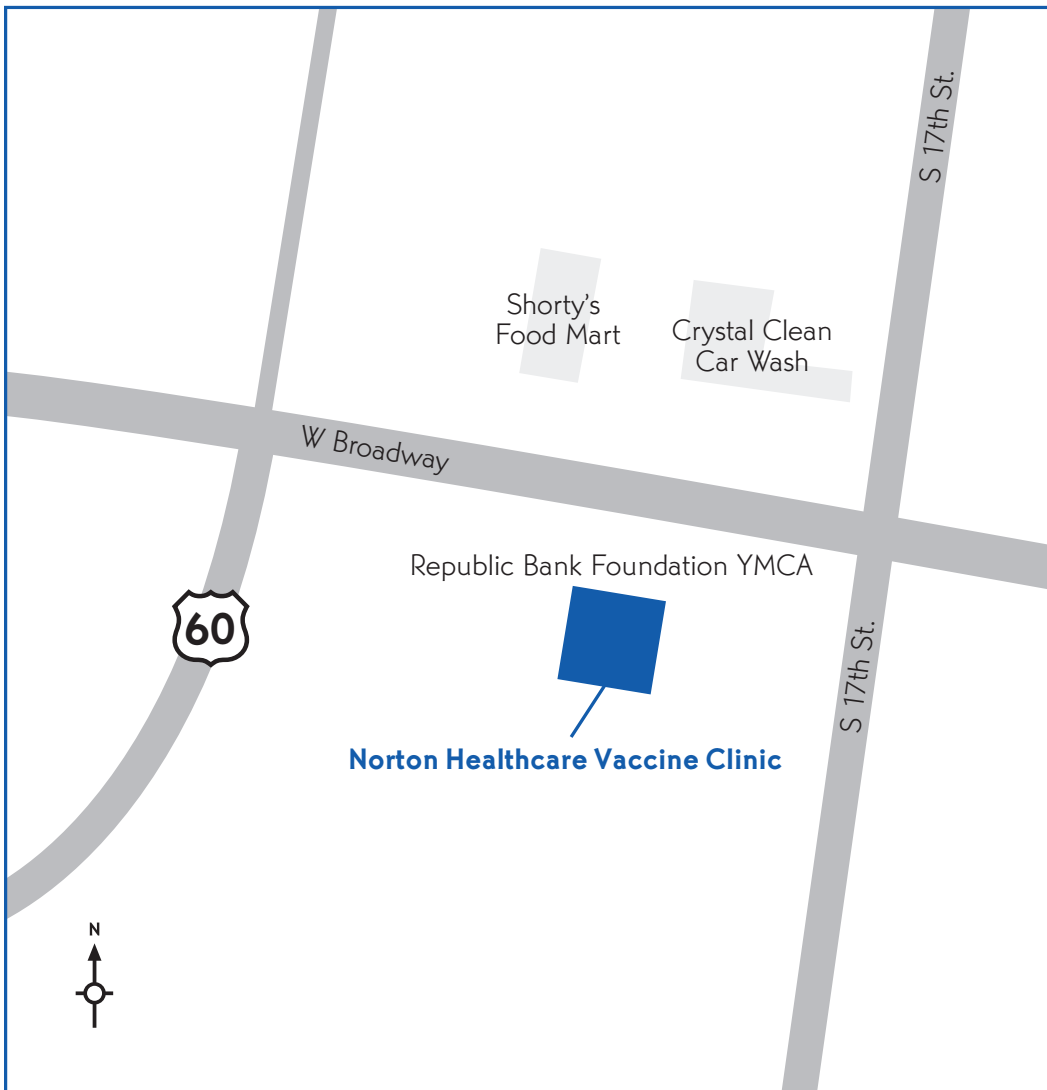 S 17th St.
Shorty's
Food Mart
Crystal Clean
Car Wash
W Broadway
Republic Bank Foundation YMCA
60
S 17th St.
Norton Healthcare Vaccine Clinic
N